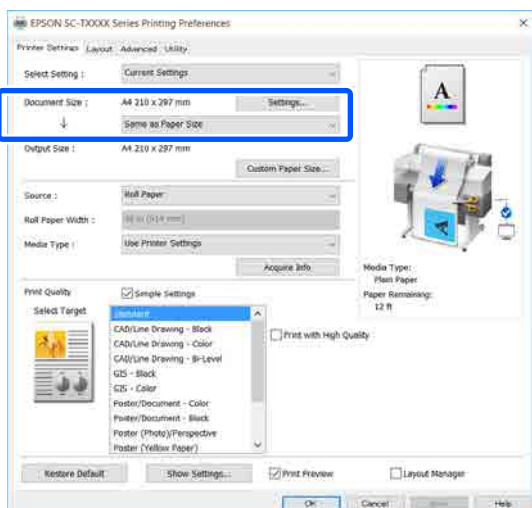 EPSON SC-TXXXX Series Printing Preferences
Printer Settings Layout Advanced Utility
Select Setting : Current Settings
Document Size : A4 210 x 297 mm Settings...
Same as Paper Size
Output Size : A4 210 x 297 mm
Custom Paper Size...
Source : Roll Paper
Roll Paper Width :
Media Type : Use Printer Settings
Acquire Info
A
Media Type:
Plain Paper
Paper Remaining:
12 ft
Print Quality Simple Settings
Select Target
Standard
CAD/Line Drawing - Black
CAD/Line Drawing - Color
CAD/Line Drawing - Bi-Level
GIS - Black
GIS - Color
Poster/Document - Color
Poster/Document - Black
Poster (Photo)/Perspective
Poster (Yellow Paper)
Print with High Quality
Restore Default Show Settings... Print Preview Layout Manager
OK Cancel Help